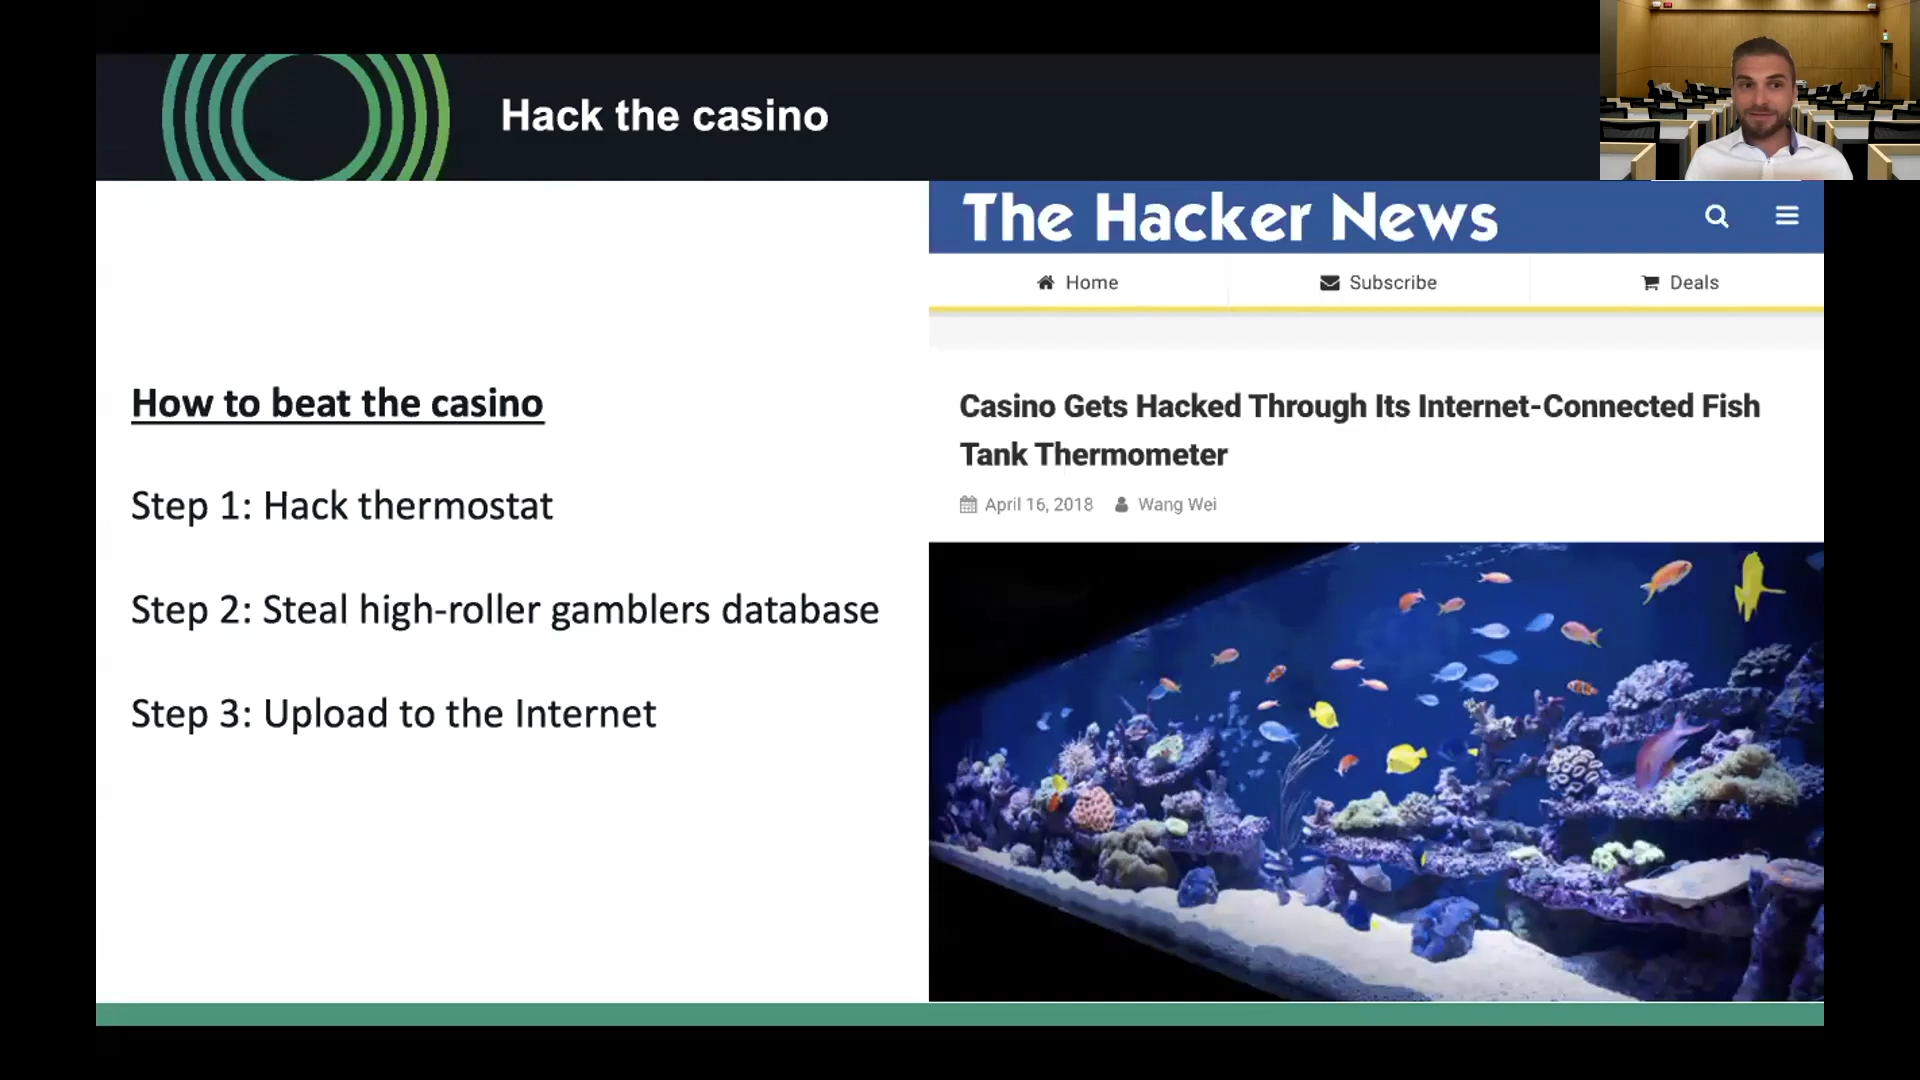 Hack the casino
How to beat the casino
Step 1: Hack thermostat
Step 2: Steal high-roller gamblers database
Step 3: Upload to the Internet
The Hacker News
Home
Subscribe
Deals
Casino Gets Hacked Through Its Internet-Connected Fish
Tank Thermometer
April 16, 2018
Wang Wei